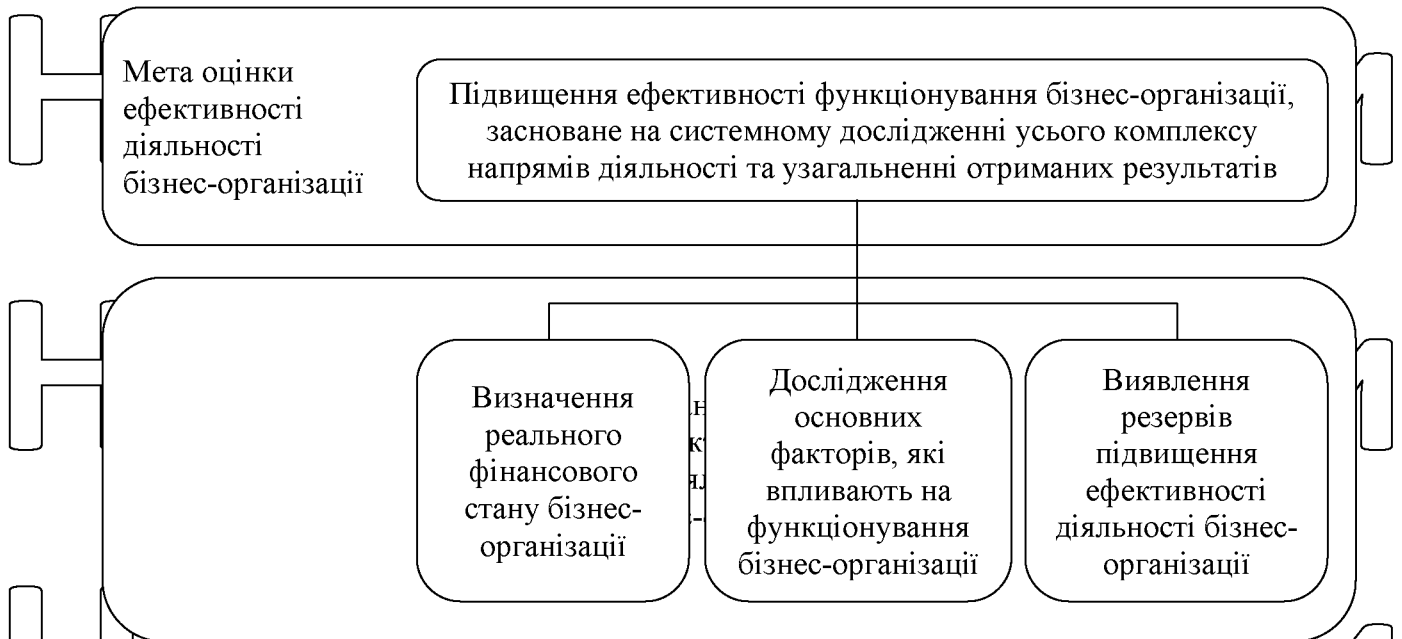 Мета оцінки
ефективності
діяльності
бізнес-організації
Підвищення ефективності функціонування бізнес-організації,
засноване на системному дослідженні усього комплексу
напрямів діяльності та узагальненні отриманих результатів
Визначення
реального
фінансового
стану бізнес-
організації
Дослідження
основних
факторів, які
впливають на
функціонування
бізнес-організації
Виявлення
резервів
підвищення
ефективності
діяльності бізнес-
організації